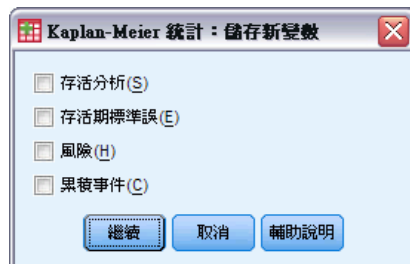 Kaplan-Meier 統計：儲存新變數
存活分析(S)
存活期標準誤(E)
風險(H)
累積事件(C)
繼續 取消 輔助說明